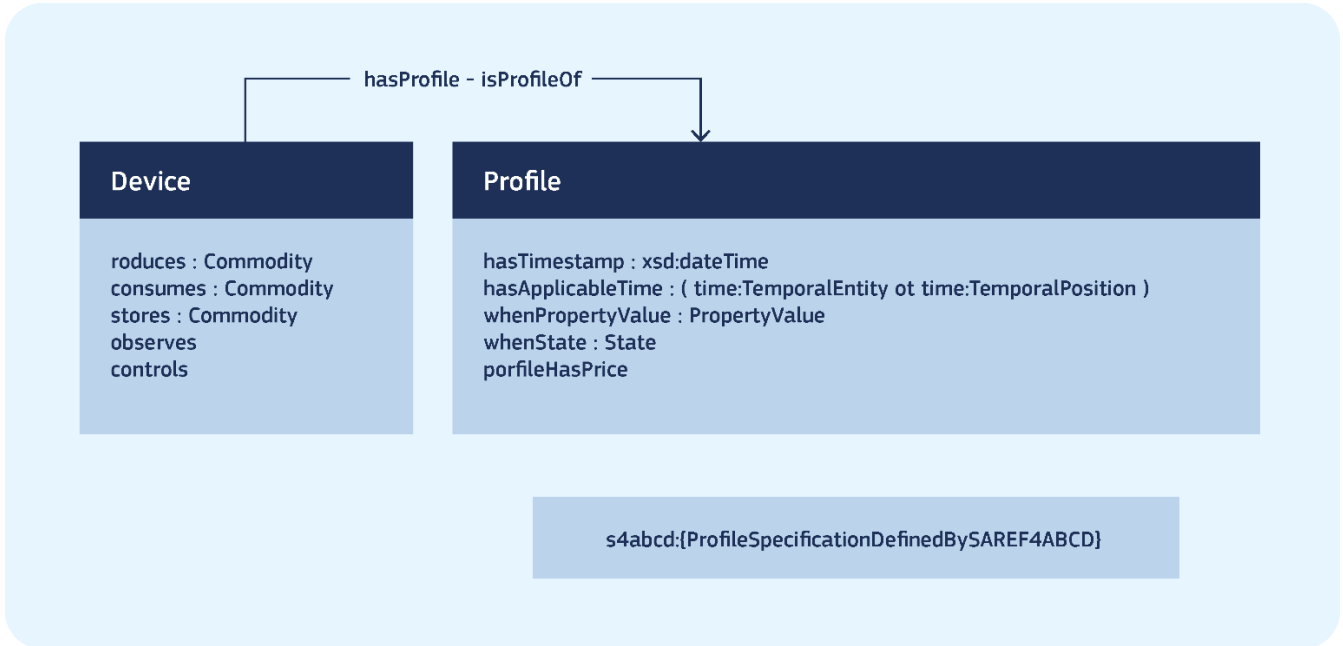 hasProfile - isProfileOf
Device
roduces : Commodity
consumes : Commodity
stores : Commodity
observes
controls
Profile
hasTimestamp : xsd:dateTime
hasApplicableTime : ( time:TemporalEntity ot time:TemporalPosition )
whenPropertyValue : PropertyValue
whenState : State
porfileHasPrice
s4abcd:{ProfileSpecificationDefinedBySAREF4ABCD}